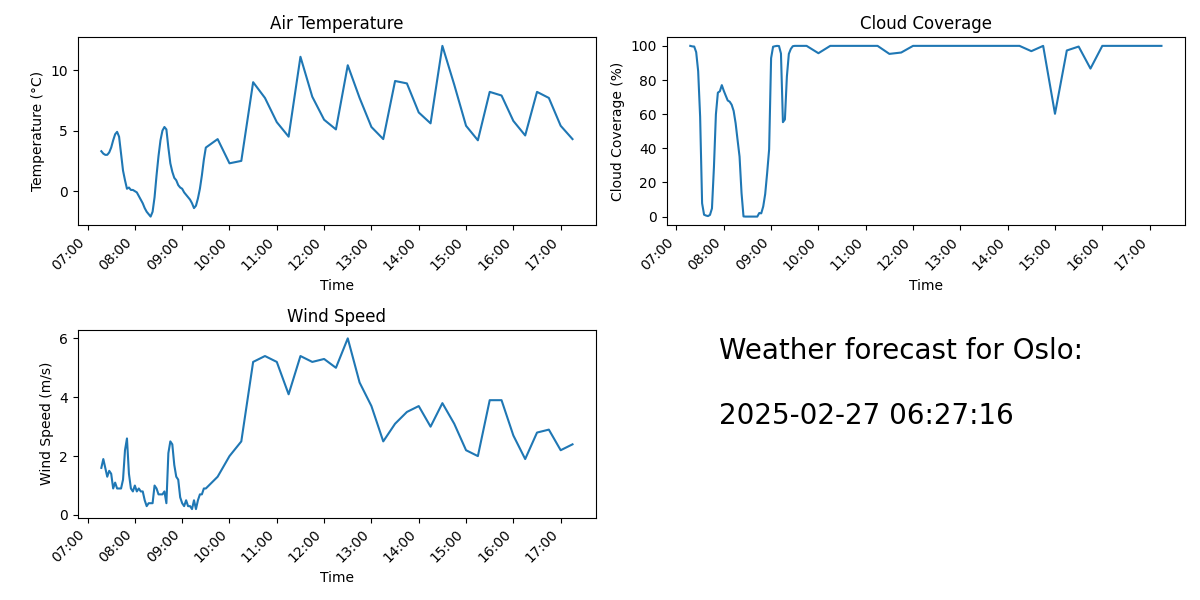 Air Temperature
Temperature (°C)
10
5
0
07:00 08:00 09:00 10:00 11:00 12:00 13:00 14:00 15:00 16:00 17:00
Time
Cloud Coverage
Cloud Coverage (%)
100
80
60
40
20
0
07:00 08:00 09:00 10:00 11:00 12:00 13:00 14:00 15:00 16:00 17:00
Time
Wind Speed
Wind Speed (m/s)
6
4
2
0
07:00 08:00 09:00 10:00 11:00 12:00 13:00 14:00 15:00 16:00 17:00
Time
Weather forecast for Oslo:
2025-02-27 06:27:16